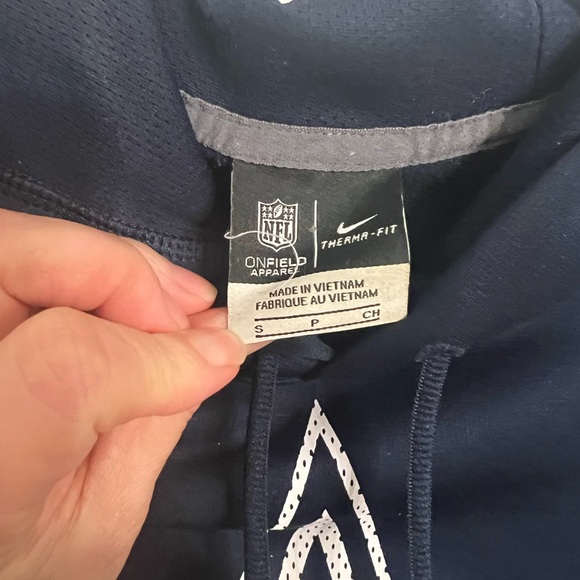 NFL
THERMA-FIT
ONFIELD
APPAREL
MADE IN VIETNAM
FABRIQUE AU VIETNAM
S P CH